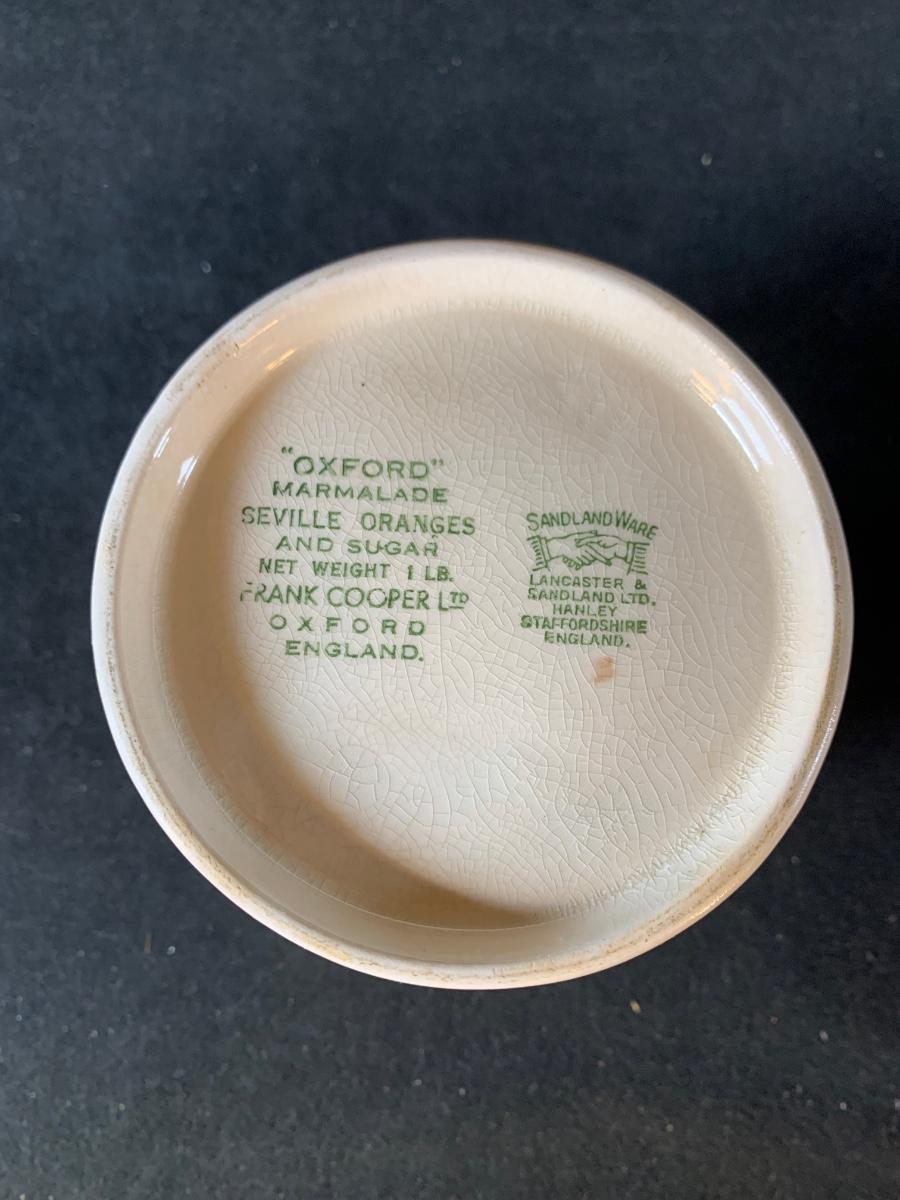 "OXFORD"
MARMALADE
SEVILLE ORANGES
AND SUGAR
NET WEIGHT 1 LB.
FRANK COOPER LTD
OXFORD
ENGLAND.
SANDLAND WARE
LANCASTER &
SANDLAND LTD.
HANLEY
STAFFORDSHIRE
ENGLAND.